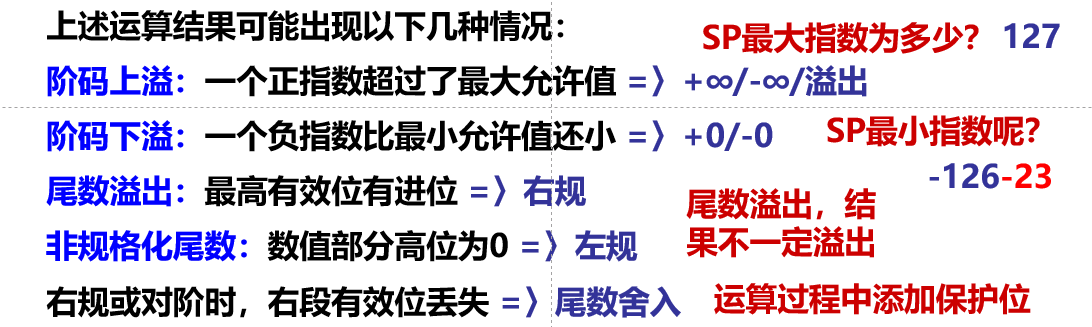 上述运算结果可能出现以下几种情况：
SP最大指数为多少？ 127
阶码上溢：一个正指数超过了最大允许值 =〉+∞/-∞/溢出
阶码下溢：一个负指数比最小允许值还小 =〉+0/-0
SP最小指数呢？
-126-23
尾数溢出：最高有效位有进位 =〉右规
尾数溢出，结
果不一定溢出
非规格化尾数：数值部分高位为0 =〉左规
右规或对阶时，右段有效位丢失 =〉尾数舍入
运算过程中添加保护位